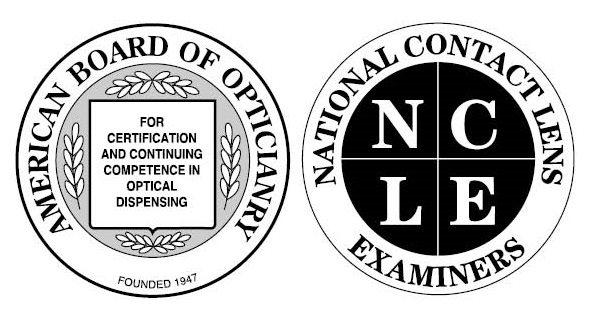 AMERICAN BOARD OF OPTICIANRY
FOR
CERTIFICATION
AND CONTINUING
COMPETENCE IN
OPTICAL
DISPENSING
FOUNDED 1947
NATIONAL CONTACT LENS
N C
L E
EXAMINERS